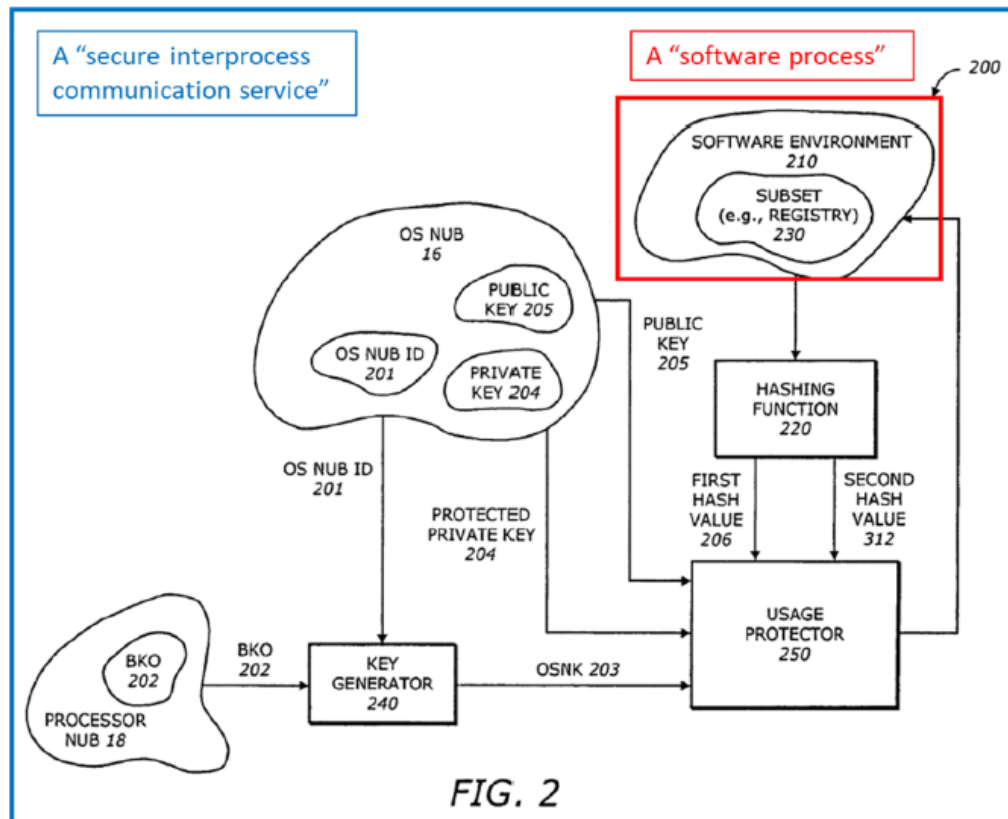 A “secure interprocess
communication service”
A “software process”
200
SOFTWARE ENVIRONMENT
210
SUBSET
(e.g., REGISTRY)
230
OS NUB
16
PUBLIC
KEY 205
OS NUB ID
201
PRIVATE
KEY 204
PUBLIC
KEY
205
HASHING
FUNCTION
220
OS NUB ID
201
PROTECTED
PRIVATE KEY
204
FIRST
HASH
VALUE
206
SECOND
HASH
VALUE
312
USAGE
PROTECTOR
250
BKO
202
PROCESSOR
NUB 18
BKO
202
KEY
GENERATOR
240
OSNK 203
FIG. 2